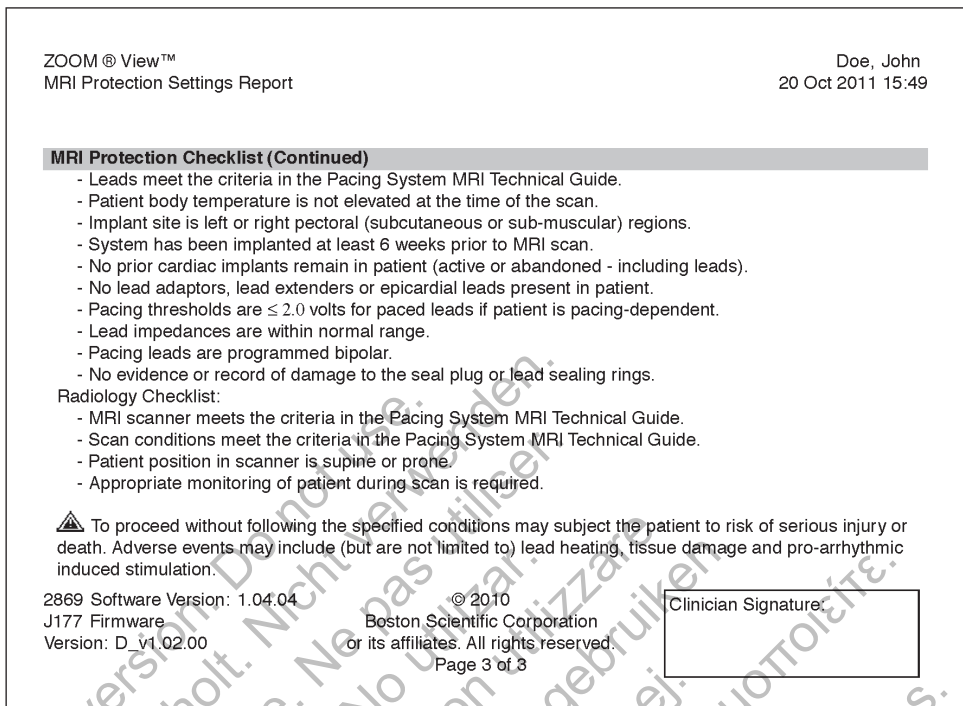 ZOOM ® View™
MRI Protection Settings Report
Doe, John
20 Oct 2011 15:49
MRI Protection Checklist (Continued)
- Leads meet the criteria in the Pacing System MRI Technical Guide.
- Patient body temperature is not elevated at the time of the scan.
- Implant site is left or right pectoral (subcutaneous or sub-muscular) regions.
- System has been implanted at least 6 weeks prior to MRI scan.
- No prior cardiac implants remain in patient (active or abandoned - including leads).
- No lead adaptors, lead extenders or epicardial leads present in patient.
- Pacing thresholds are ≤ 2.0 volts for paced leads if patient is pacing-dependent.
- Lead impedances are within normal range.
- Pacing leads are programmed bipolar.
- No evidence or record of damage to the seal plug or lead sealing rings.
Radiology Checklist:
- MRI scanner meets the criteria in the Pacing System MRI Technical Guide.
- Scan conditions meet the criteria in the Pacing System MRI Technical Guide.
- Patient position in scanner is supine or prone.
- Appropriate monitoring of patient during scan is required.
To proceed without following the specified conditions may subject the patient to risk of serious injury or
death. Adverse events may include (but are not limited to) lead heating, tissue damage and pro-arrhythmic
induced stimulation.
2869 Software Version: 1.04.04
J177 Firmware
Version: D_v1.02.00
© 2010
Boston Scientific Corporation
or its affiliates. All rights reserved.
Page 3 of 3
Clinician Signature:
Do not use.
Nicht verwenden.
Ne pas utiliser.
No utilizar.
utilizzare
gebruiken